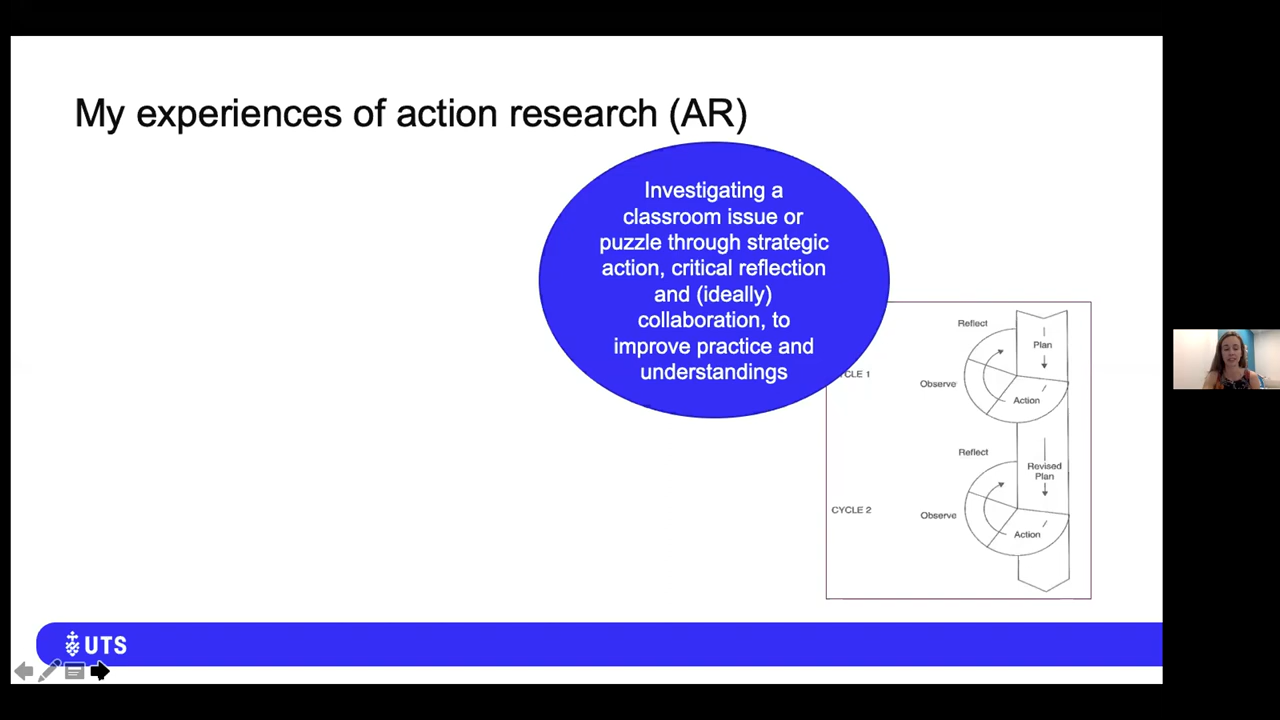 My experiences of action research (AR)
Investigating a
classroom issue or
puzzle through strategic
action, critical reflection
and (ideally)
collaboration, to
improve practice and
understandings
Reflect
Plan
CYCLE 1
Observe
Action
Reflect
Revised
Plan
CYCLE 2
Observe
Action
UTS